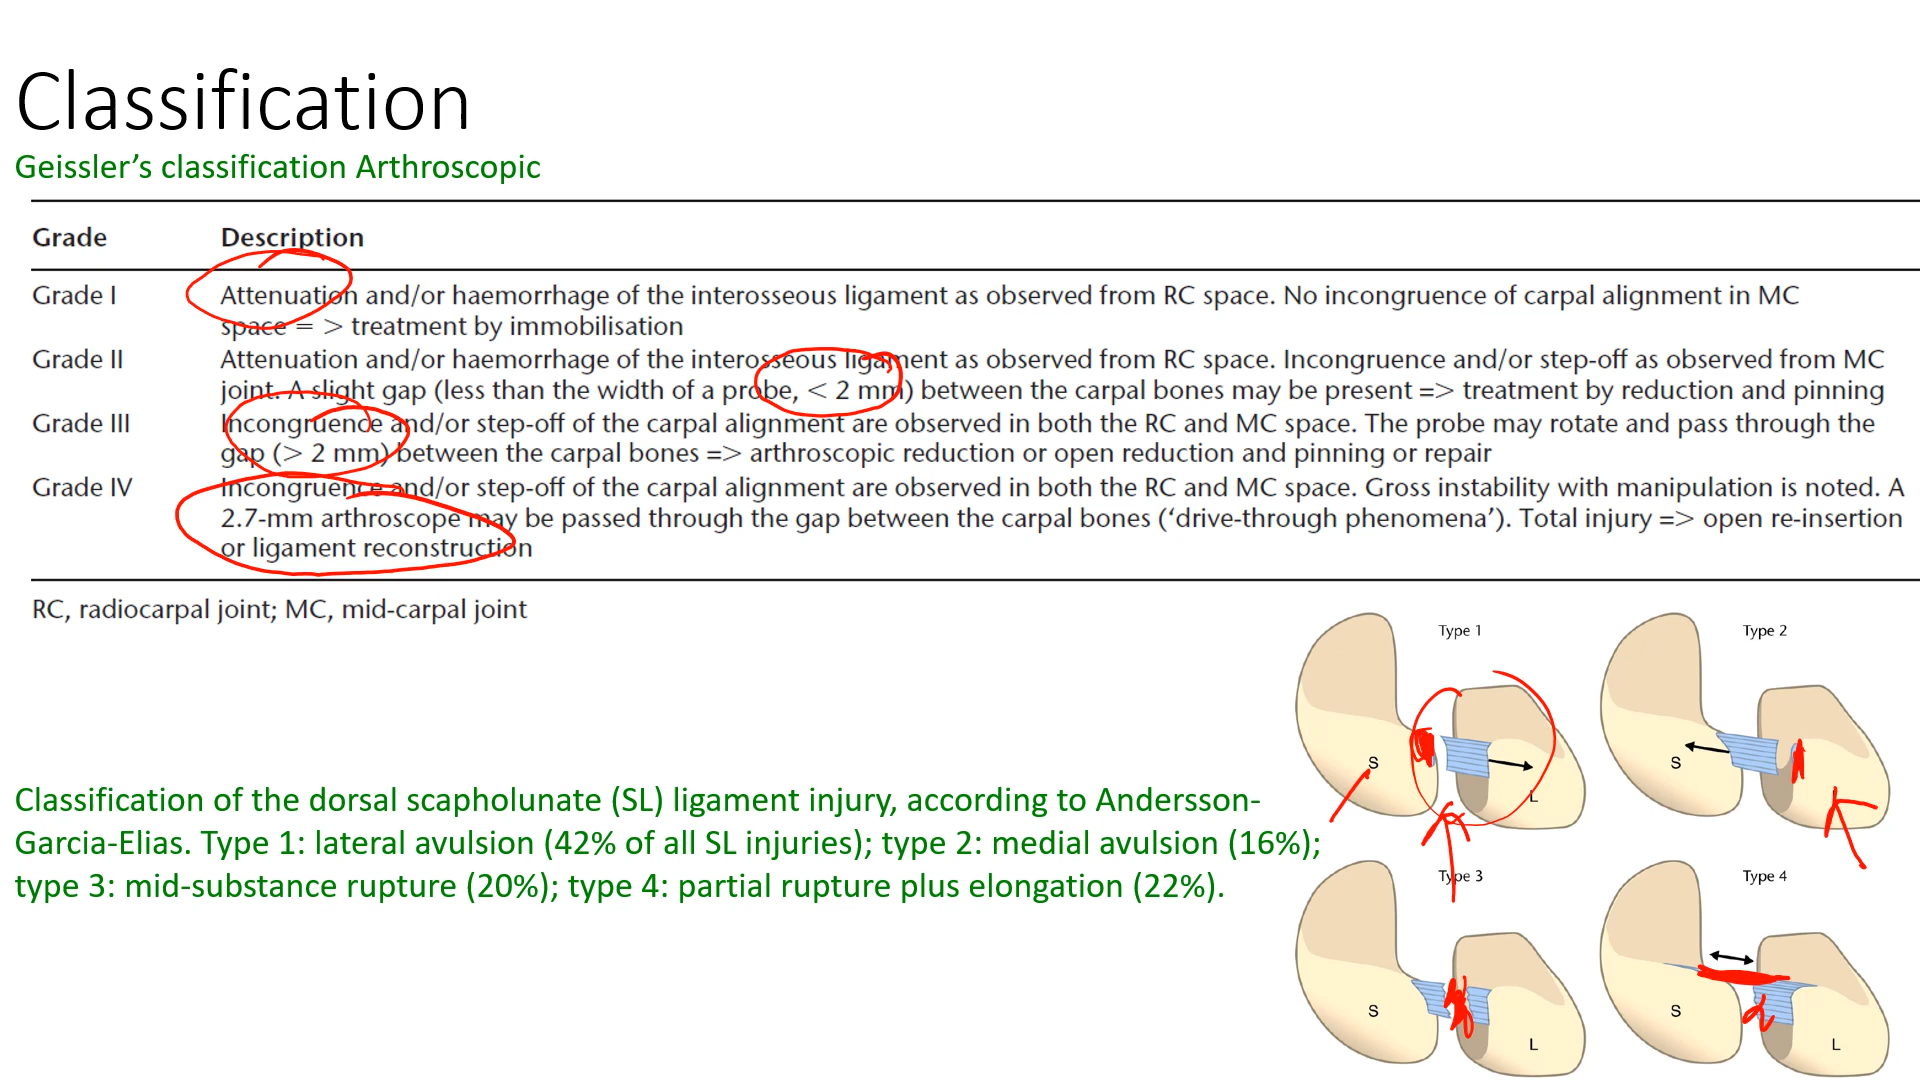 Classification
Geissler’s classification Arthroscopic
Grade Description
Grade I Attenuation and/or haemorrhage of the interosseous ligament as observed from RC space. No incongruence of carpal alignment in MC
space = > treatment by immobilisation
Grade II Attenuation and/or haemorrhage of the interosseous ligament as observed from RC space. Incongruence and/or step-off as observed from MC
joint. A slight gap (less than the width of a probe, < 2 mm) between the carpal bones may be present => treatment by reduction and pinning
Grade III Incongruence and/or step-off of the carpal alignment are observed in both the RC and MC space. The probe may rotate and pass through the
gap (> 2 mm) between the carpal bones => arthroscopic reduction or open reduction and pinning or repair
Grade IV Incongruence and/or step-off of the carpal alignment are observed in both the RC and MC space. Gross instability with manipulation is noted. A
2.7-mm arthroscope may be passed through the gap between the carpal bones (‘drive-through phenomena’). Total injury => open re-insertion
or ligament reconstruction
RC, radiocarpal joint; MC, mid-carpal joint
Classification of the dorsal scapholunate (SL) ligament injury, according to Andersson-
Garcia-Elias. Type 1: lateral avulsion (42% of all SL injuries); type 2: medial avulsion (16%);
type 3: mid-substance rupture (20%); type 4: partial rupture plus elongation (22%).
Type 1
S
L
Type 2
S
Type 3
S
L
Type 4
S
L